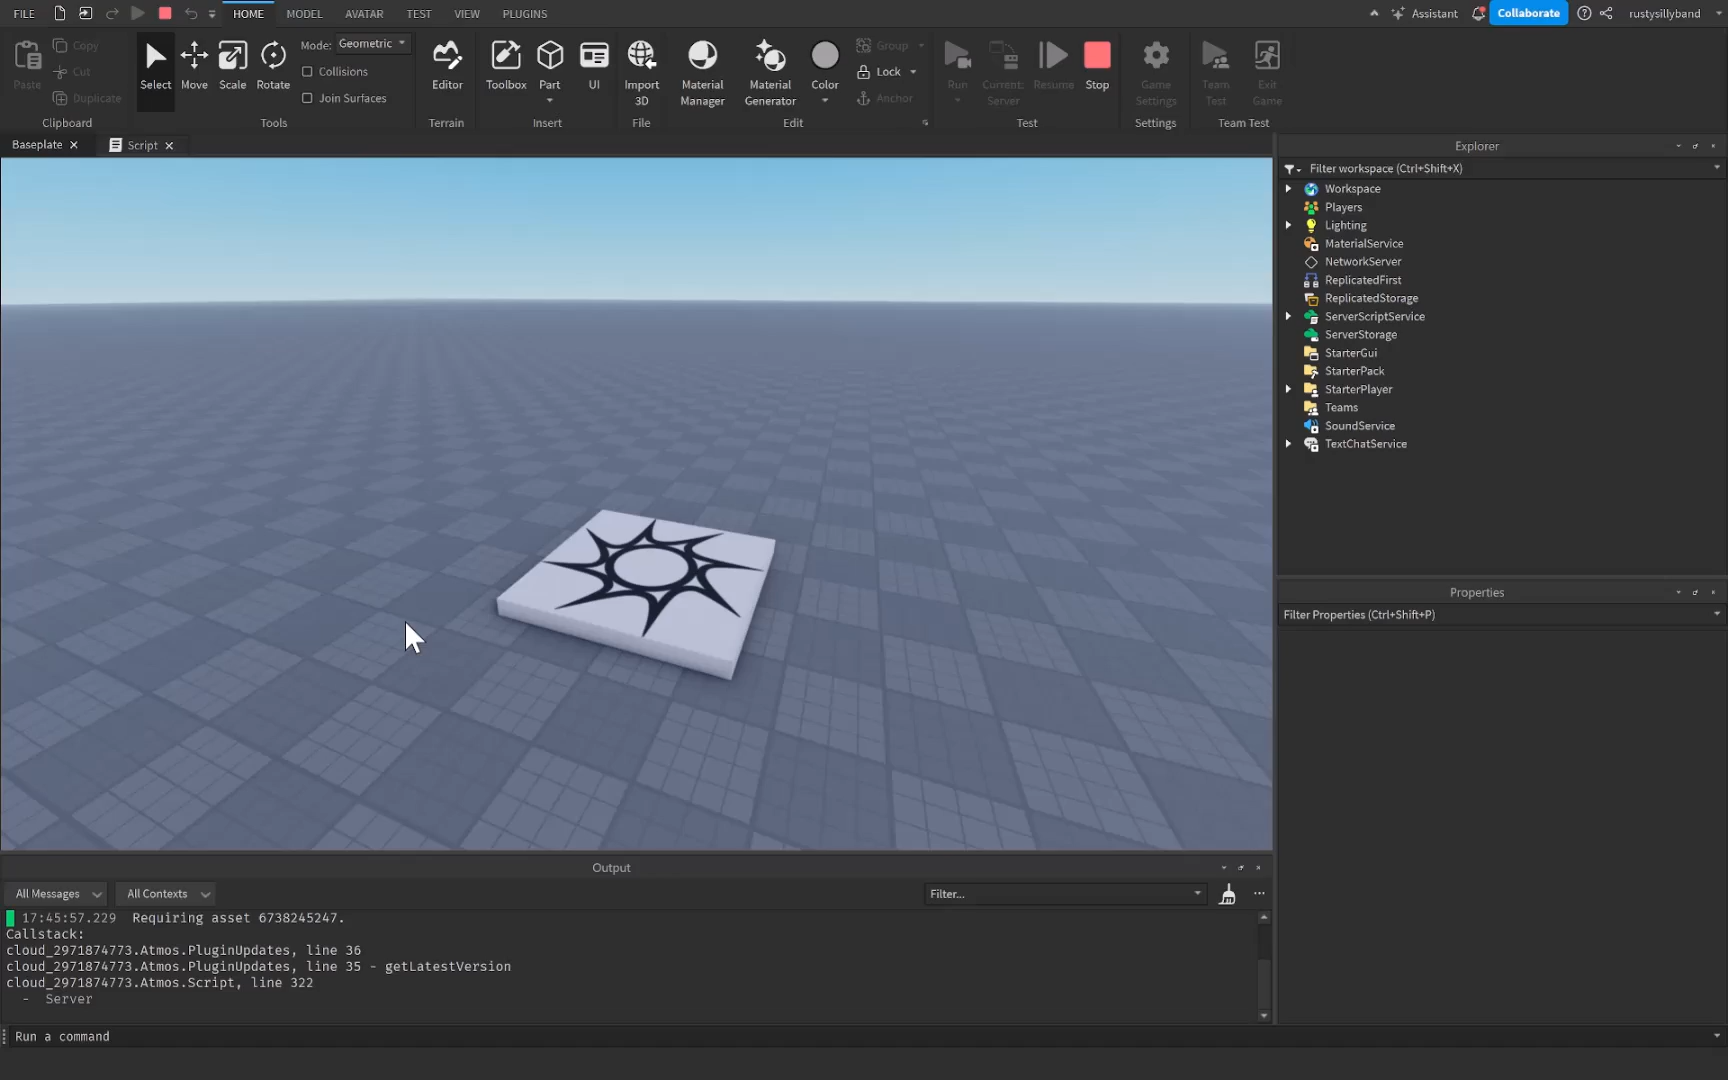 FILE HOME MODEL AVATAR TEST VIEW PLUGINS Assistant Collaborate rustysillyband
Paste Copy Cut Duplicate
Clipboard
Select Move Scale Rotate
Mode: Geometric
Collisions
Join Surfaces
Tools
Editor
Terrain
Toolbox Part UI
Insert
Import 3D
File
Material Manager Material Generator Color Group Lock Anchor
Edit
Run Current: Server Resume Stop
Test
Game Settings
Settings
Team Test Exit Game
Team Test
Baseplate Script
Explorer
Filter workspace (Ctrl+Shift+X)
Workspace
Players
Lighting
MaterialService
NetworkServer
ReplicatedFirst
ReplicatedStorage
ServerScriptService
ServerStorage
StarterGui
StarterPack
StarterPlayer
Teams
SoundService
TextChatService
Properties
Filter Properties (Ctrl+Shift+P)
Output
All Messages All Contexts Filter...
17:45:57.229 Requiring asset 6738245247.
Callstack:
cloud_2971874773.Atmos.PluginUpdates, line 36
cloud_2971874773.Atmos.PluginUpdates, line 35 - getLatestVersion
cloud_2971874773.Atmos.Script, line 322
- Server
Run a command